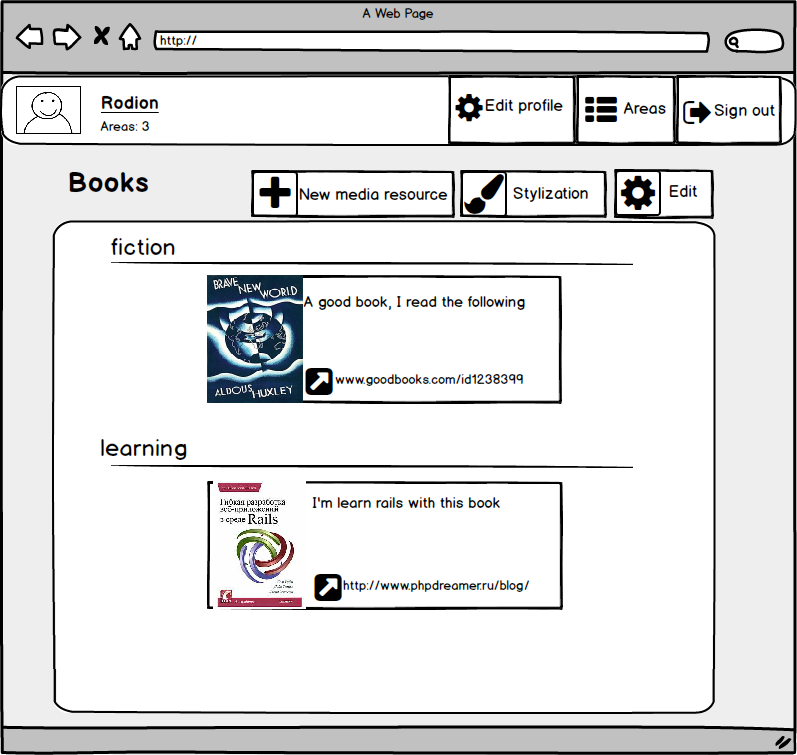 A Web Page
http://
Rodion
Areas: 3
Edit profile
Areas
Sign out
Books
New media resource
Stylization
Edit
fiction
BRAVE NEW WORLD
ALDOUS HUXLEY
A good book, I read the following
www.goodbooks.com/id1238399
learning
Гибкая разработка
веб-приложений
в среде Rails
I'm learn rails with this book
http://www.phpdreamer.ru/blog/